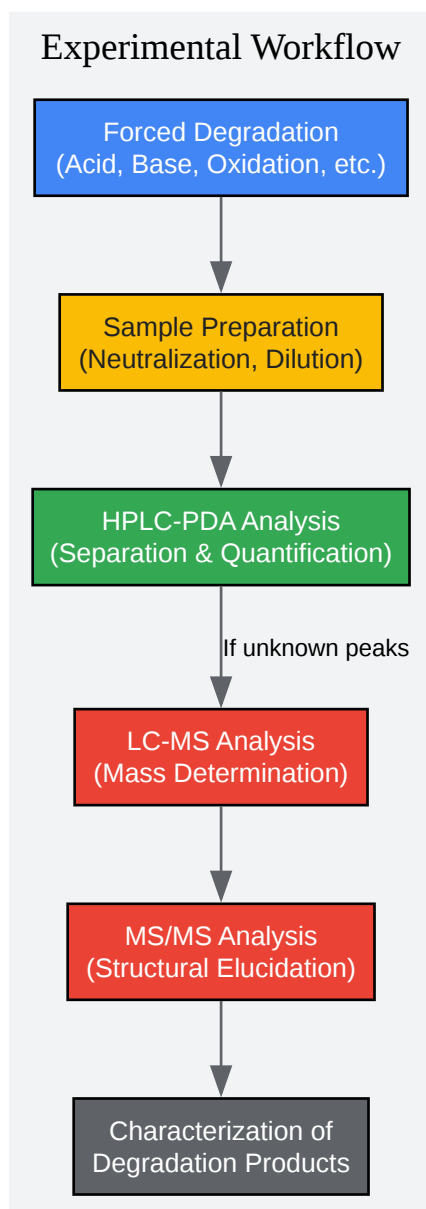 Experimental Workflow
Forced Degradation
(Acid, Base, Oxidation, etc.)
Sample Preparation
(Neutralization, Dilution)
HPLC-PDA Analysis
(Separation & Quantification)
If unknown peaks
LC-MS Analysis
(Mass Determination)
MS/MS Analysis
(Structural Elucidation)
Characterization of
Degradation Products